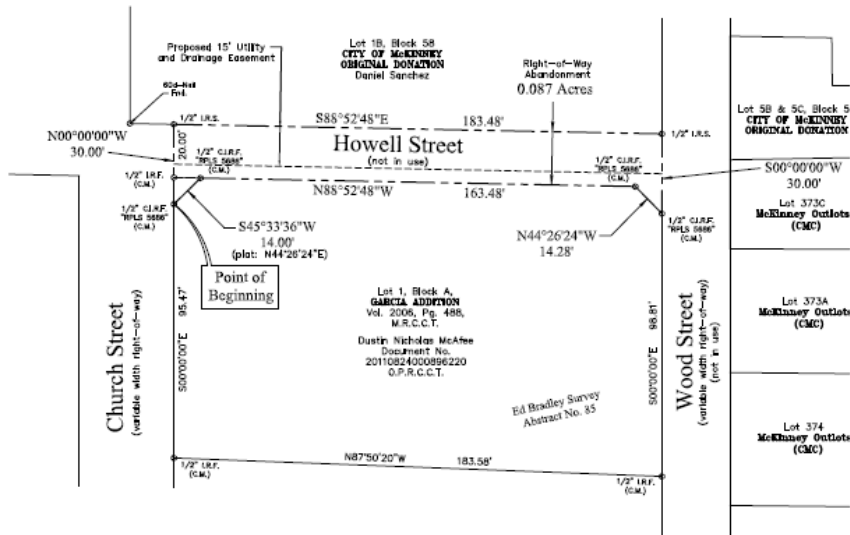 Lot 1B, Block 58
CITY OF McKINNEY
ORIGINAL DONATION
Daniel Sanchez
Proposed 15' Utility
and Drainage Easement
60d-Nail
Fnd.
Right-of-Way
Abandonment
0.087 Acres
Lot 5B & 5C, Block 5
CITY OF McKINNEY
ORIGINAL DONATION
1/2" I.R.S.
S88°52'48"E 183.48'
1/2" I.R.S.
N00°00'00"W
30.00'
20.00'
Howell Street
(not in use)
1/2" C.I.R.F.
"RPLS 5686"
(C.M.)
1/2" C.I.R.F.
"RPLS 5686"
(C.M.)
S00°00'00"W
30.00'
1/2" I.R.F.
(C.M.)
N88°52'48"W 163.48'
1/2" C.I.R.F.
"RPLS 5686"
(C.M.)
S45°33'36"W
14.00'
(plat: N44°26'24"E)
N44°26'24"W
14.28'
1/2" C.I.R.F.
"RPLS 5686"
(C.M.)
Lot 373C
McKinney Outlots
(CMC)
Point of
Beginning
Lot 1, Block A,
GARCIA ADDITION
Vol. 2006, Pg. 488,
M.R.C.C.T.
Dustin Nicholas McAfee
Document No.
20110824000896220
O.P.R.C.C.T.
Lot 373A
McKinney Outlots
(CMC)
Church Street
(variable width right-of-way)
S00°00'00"E 95.47'
S00°00'00"E 98.81'
Wood Street
(variable width right-of-way)
(not in use)
Ed Bradley Survey
Abstract No. 85
Lot 374
McKinney Outlots
(CMC)
1/2" I.R.F.
(C.M.)
N87°50'20"W 183.58'
1/2" I.R.F.
(C.M.)